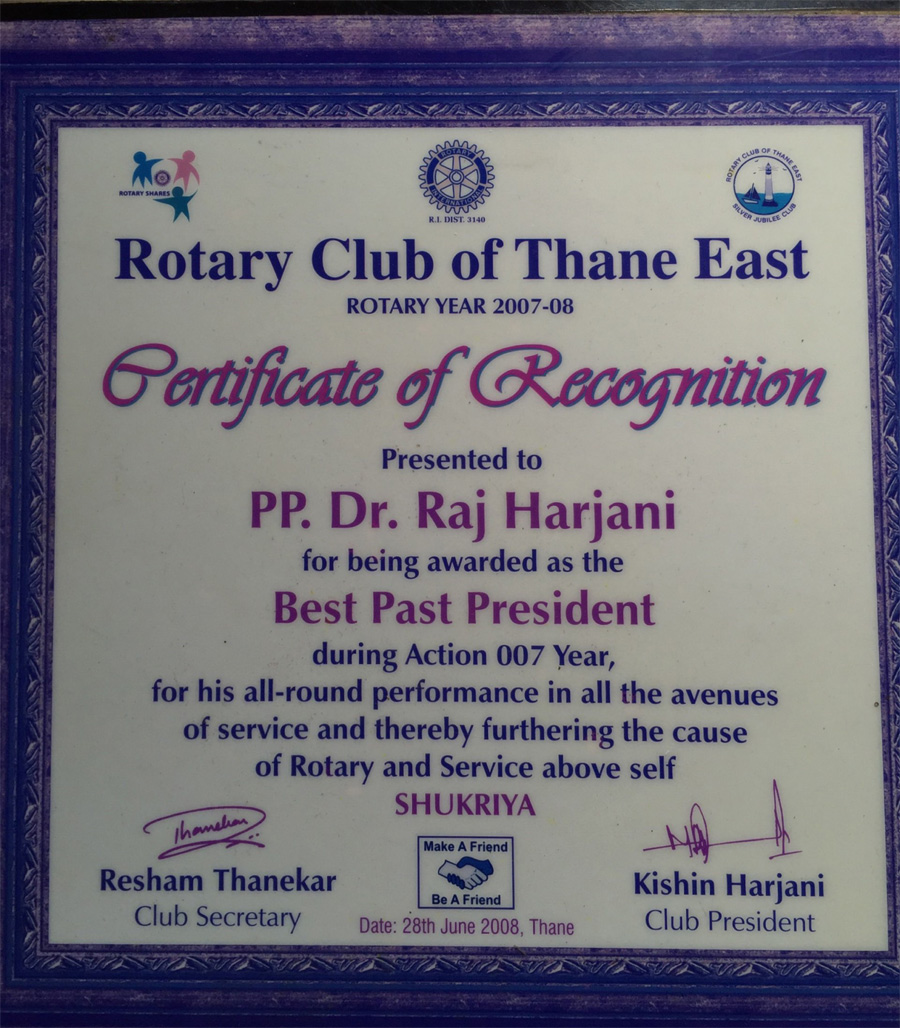 ROTARY SHARES
ROTARY
INTERNATIONAL
R.I. DIST. 3140
ROTARY CLUB OF THANE EAST
SILVER JUBILEE CLUB
Rotary Club of Thane East
ROTARY YEAR 2007-08
Certificate of Recognition
Presented to
PP. Dr. Raj Harjani
for being awarded as the
Best Past President
during Action 007 Year,
for his all-round performance in all the avenues
of service and thereby furthering the cause
of Rotary and Service above self
SHUKRIYA
Thanekar
Resham Thanekar
Club Secretary
Make A Friend
Be A Friend
Date: 28th June 2008, Thane
Kishin Harjani
Club President